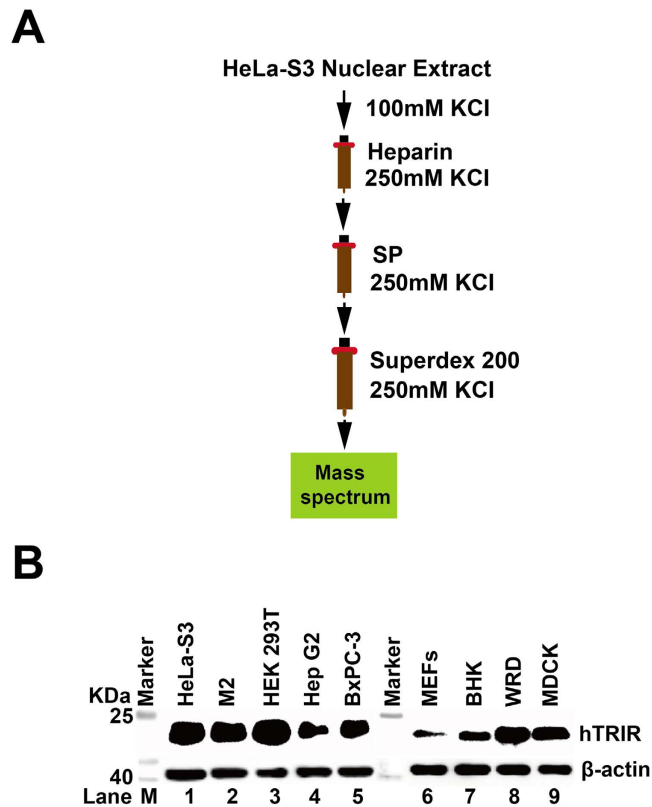 A
HeLa-S3 Nuclear Extract
100mM KCl
Heparin
250mM KCl
SP
250mM KCl
Superdex 200
250mM KCl
Mass
spectrum
B
Marker
HeLa-S3
M2
HEK 293T
Hep G2
BxPC-3
Marker
MEFs
BHK
WRD
MDCK
KDa
25
hTRIR
β-actin
40
Lane M 1 2 3 4 5 6 7 8 9